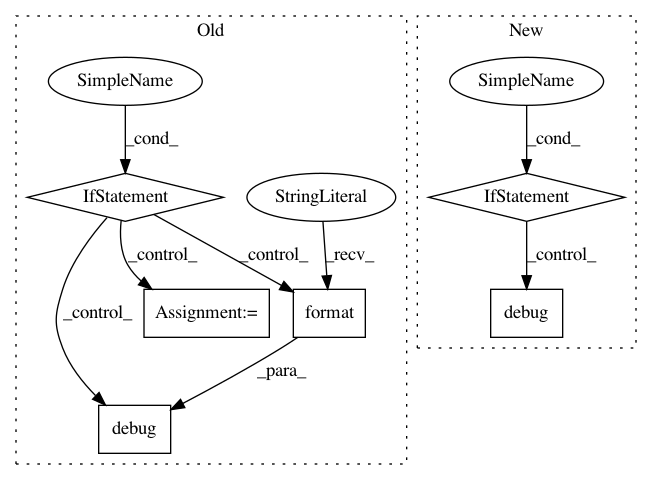 Old
New
SimpleName
SimpleName
_cond_
_cond_
IfStatement
StringLiteral
IfStatement
_control_
_control_
_recv_
_control_
_control_
Assignment:=
format
debug
_para_
debug